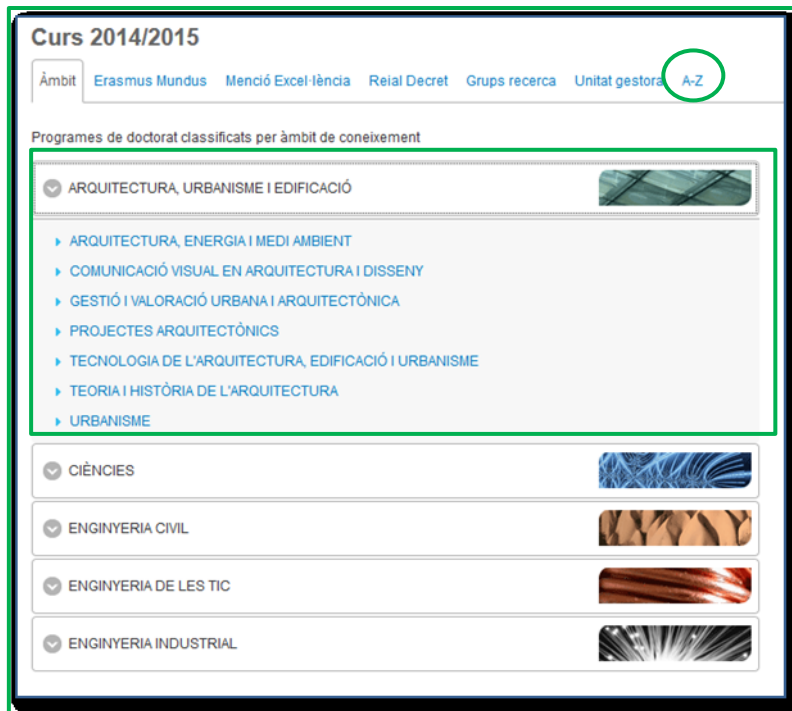 Curs 2014/2015
Àmbit Erasmus Mundus Menció Excel·lència Reial Decret Grups recerca Unitat gestora A-Z
Programes de doctorat classificats per àmbit de coneixement
ARQUITECTURA, URBANISME I EDIFICACIÓ
ARQUITECTURA, ENERGIA I MEDI AMBIENT
COMUNICACIÓ VISUAL EN ARQUITECTURA I DISSENY
GESTIÓ I VALORACIÓ URBANA I ARQUITECTÒNICA
PROJECTES ARQUITECTÒNICS
TECNOLOGIA DE L'ARQUITECTURA, EDIFICACIÓ I URBANISME
TEORIA I HISTÒRIA DE L'ARQUITECTURA
URBANISME
CIÈNCIES
ENGINYERIA CIVIL
ENGINYERIA DE LES TIC
ENGINYERIA INDUSTRIAL